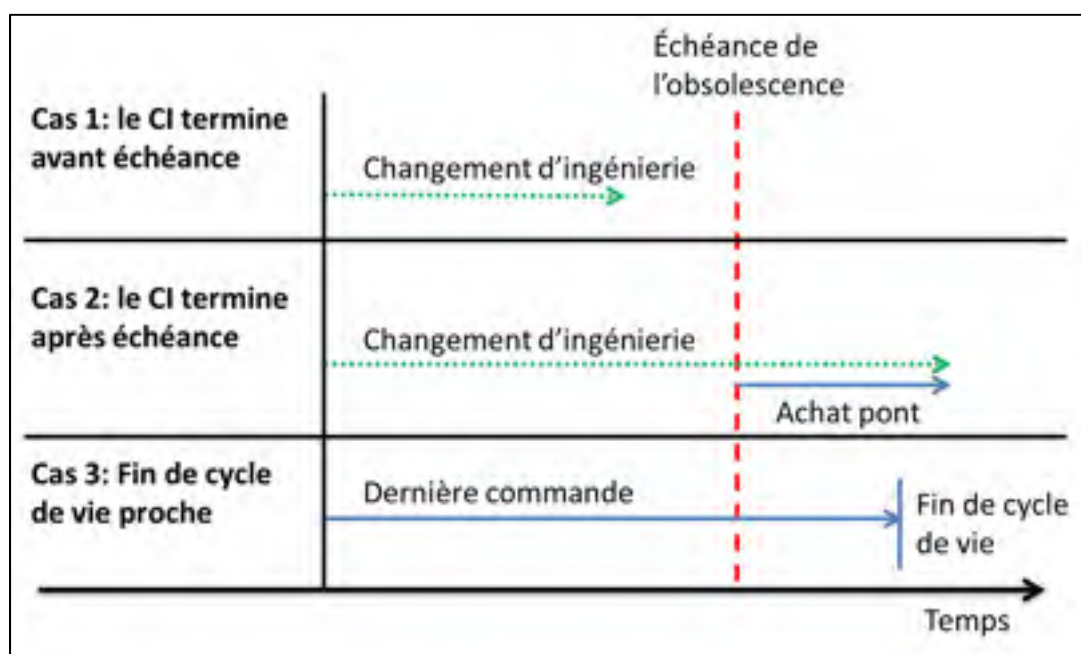 Échéance de
l'obsolescence
Cas 1: le CI termine
avant échéance
Changement d'ingénierie
Cas 2: le CI termine
après échéance
Changement d'ingénierie
Achat pont
Cas 3: Fin de cycle
de vie proche
Dernière commande
Fin de cycle
de vie
Temps